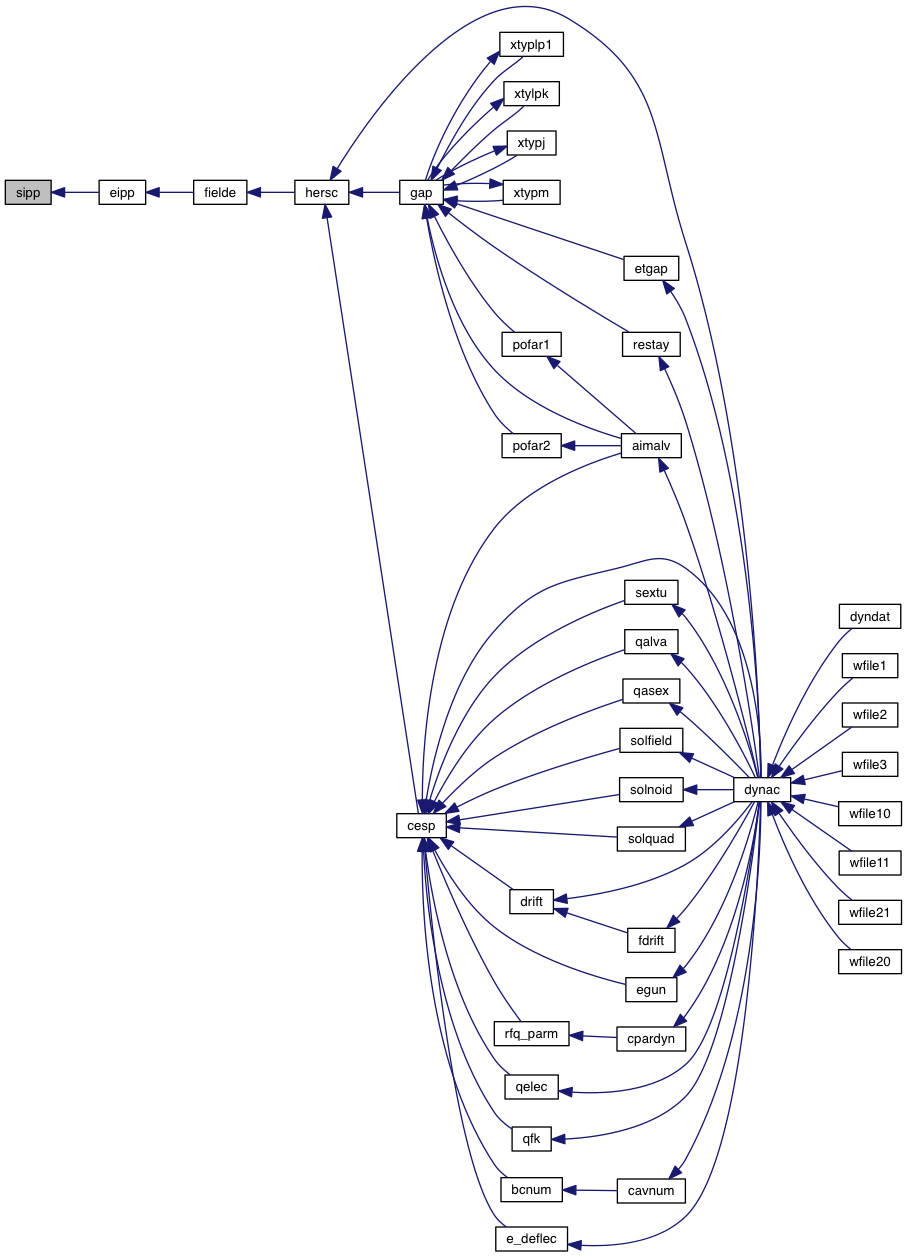 xtyplp1
xtylpk
xtypj
sipp
eipp
fielde
hersc
gap
xtypm
etgap
pofar1
restay
pofar2
aimalv
sextu
dyndat
qalva
wfile1
qasex
wfile2
solfield
wfile3
solnoid
dynac
wfile10
cesp
solquad
wfile11
drift
wfile21
fdrift
wfile20
egun
rfq_parm
cpardyn
qelec
qfk
bcnum
cavnum
e_deflec